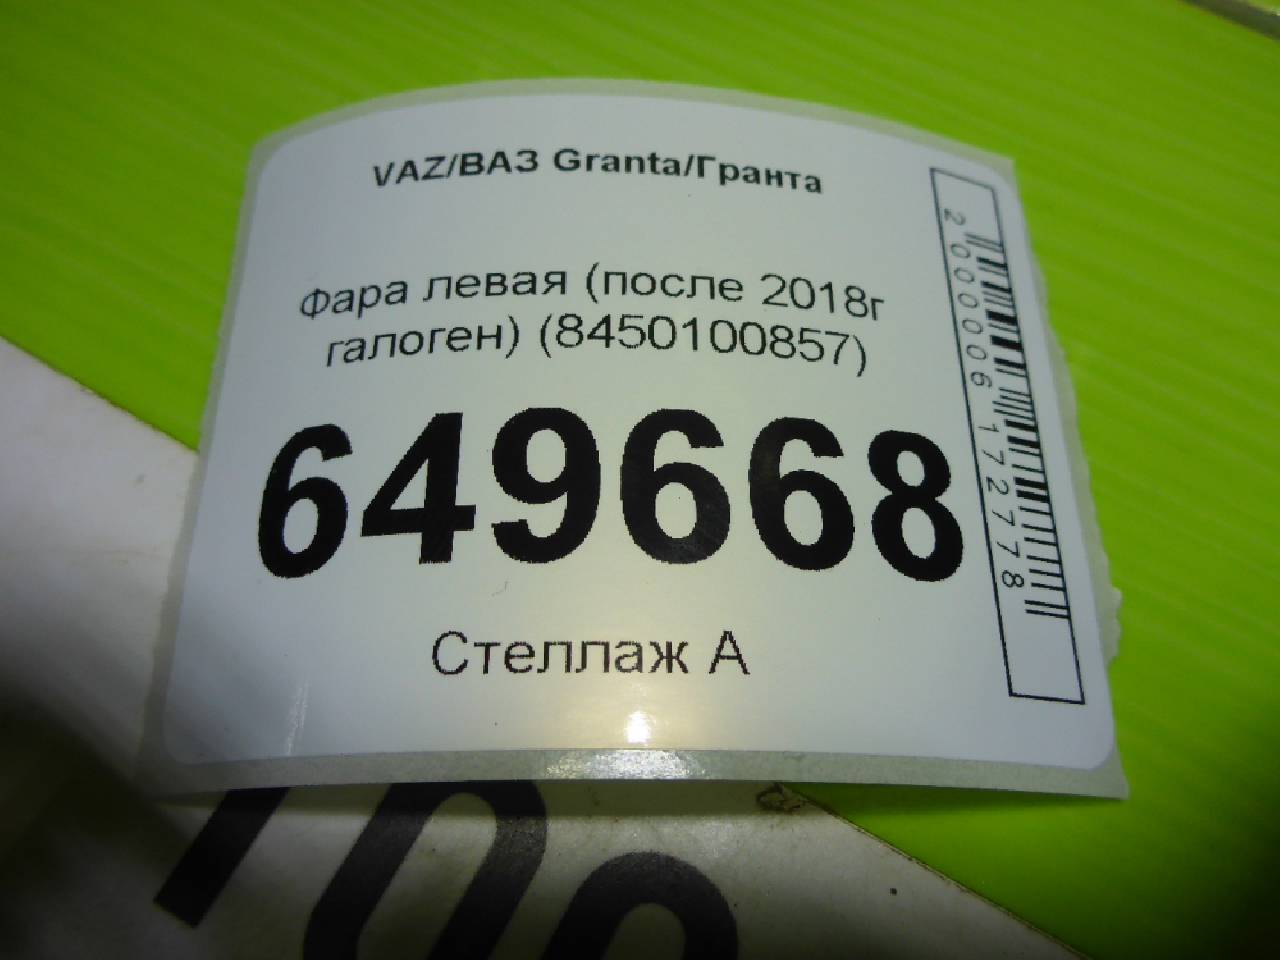 VAZ/ВАЗ Granta/Гранта
Фара левая (после 2018г
галоген) (8450100857)
649668
Стеллаж А
2000006172778